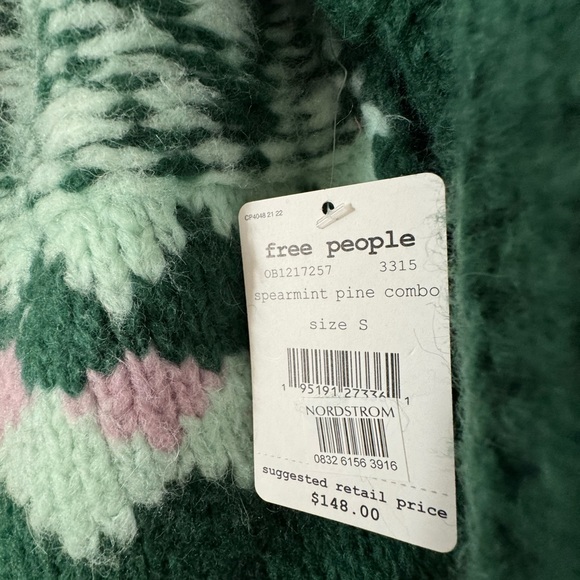 CP4048 21 22
free people
OB1217257 3315
spearmint pine combo
size S
1 95191 27336 1
NORDSTROM
0832 6156 3916
suggested retail price
$148.00